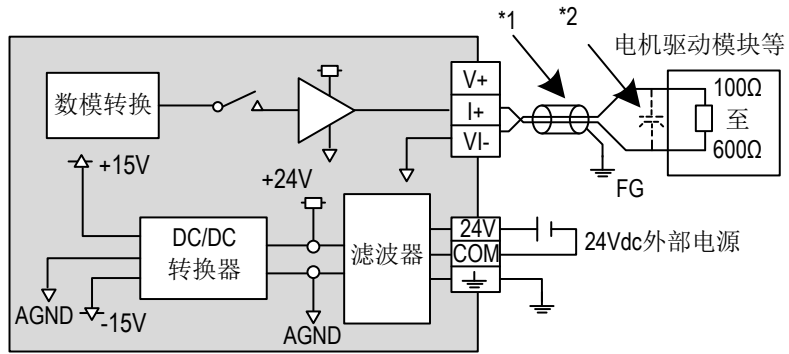 *1
*2
电机驱动模块等
数模转换
V+
I+
VI-
100Ω
至
600Ω
FG
+15V
+24V
DC/DC
转换器
滤波器
24V
COM
24Vdc外部电源
AGND
-15V
AGND